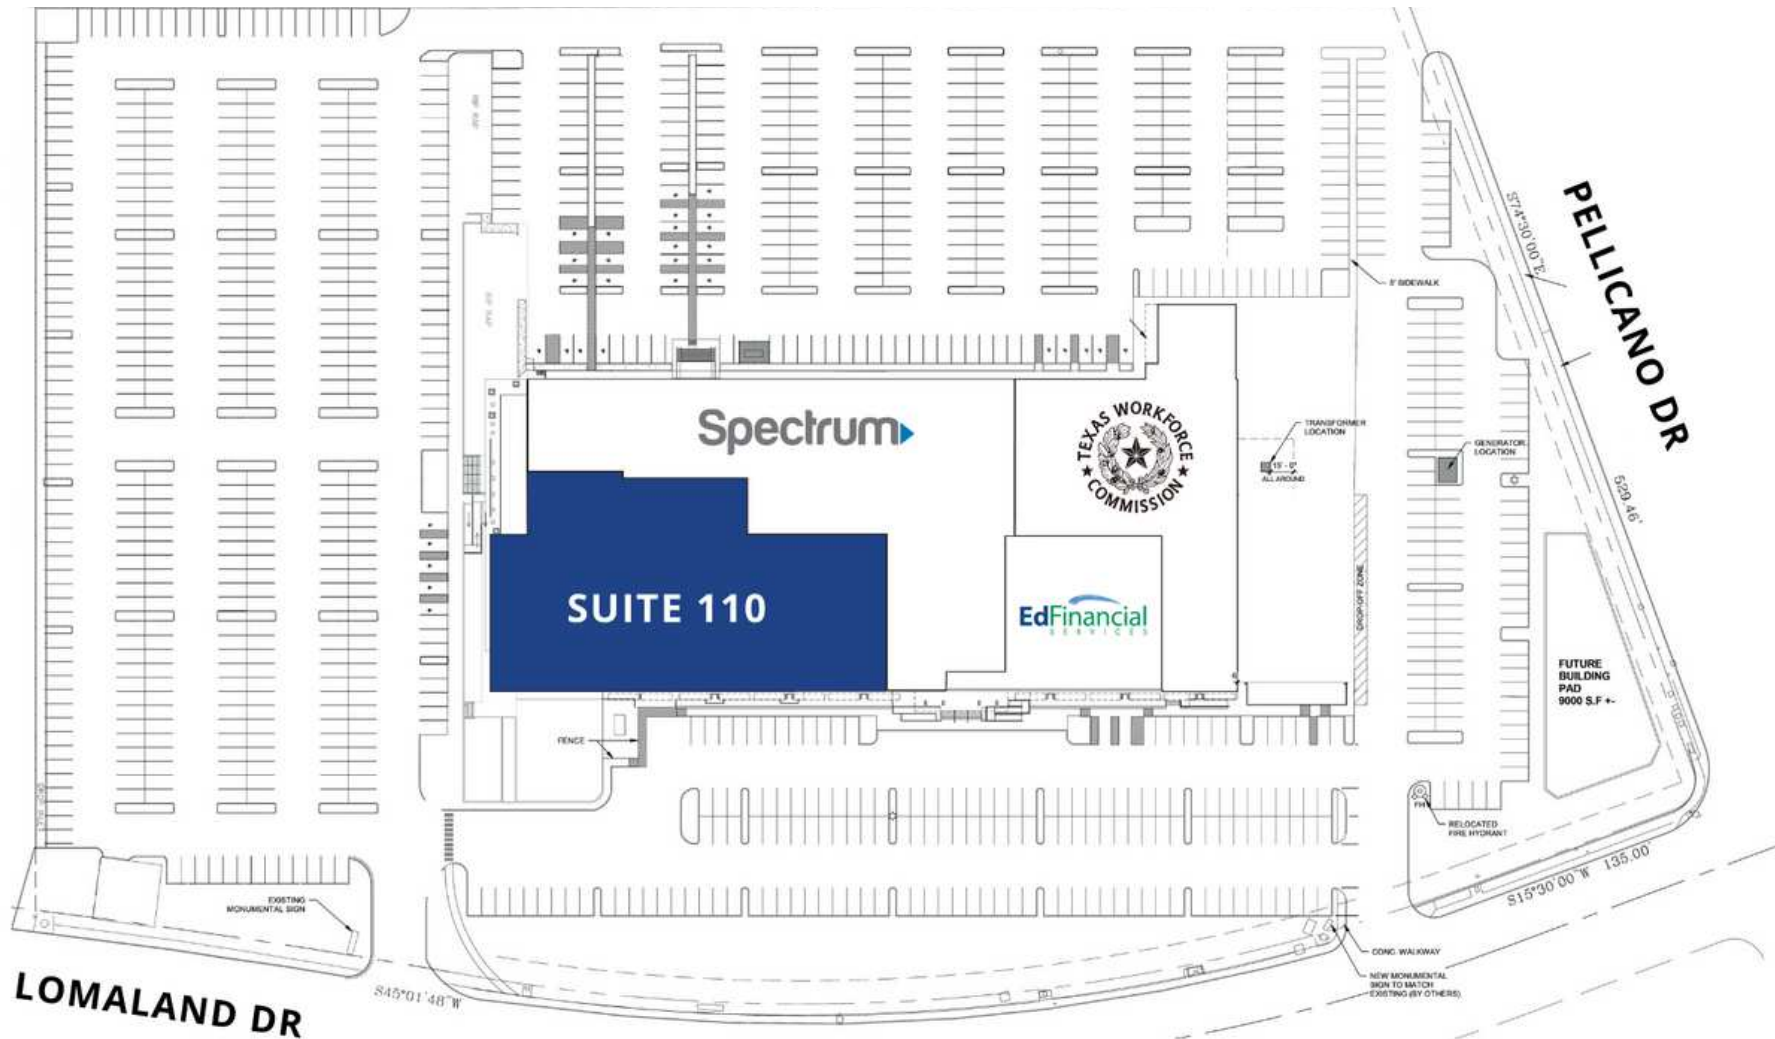 PELLICANO DR
S74°30'00"E
5' SIDEWALK
Spectrum
TEXAS WORKFORCE
COMMISSION
TRANSFORMER
LOCATION
15' - 0"
ALL AROUND
GENERATOR
LOCATION
529.46'
SUITE 110
EdFinancial
SERVICES
DROP-OFF ZONE
FUTURE
BUILDING
PAD
9000 S.F +-
FENCE
FH
RELOCATED
FIRE HYDRANT
S15°30'00"W 135.00'
EXISTING
MONUMENTAL SIGN
CONC. WALKWAY
NEW MONUMENTAL
SIGN TO MATCH
EXISTING (BY OTHERS)
LOMALAND DR
S45°01'48"W